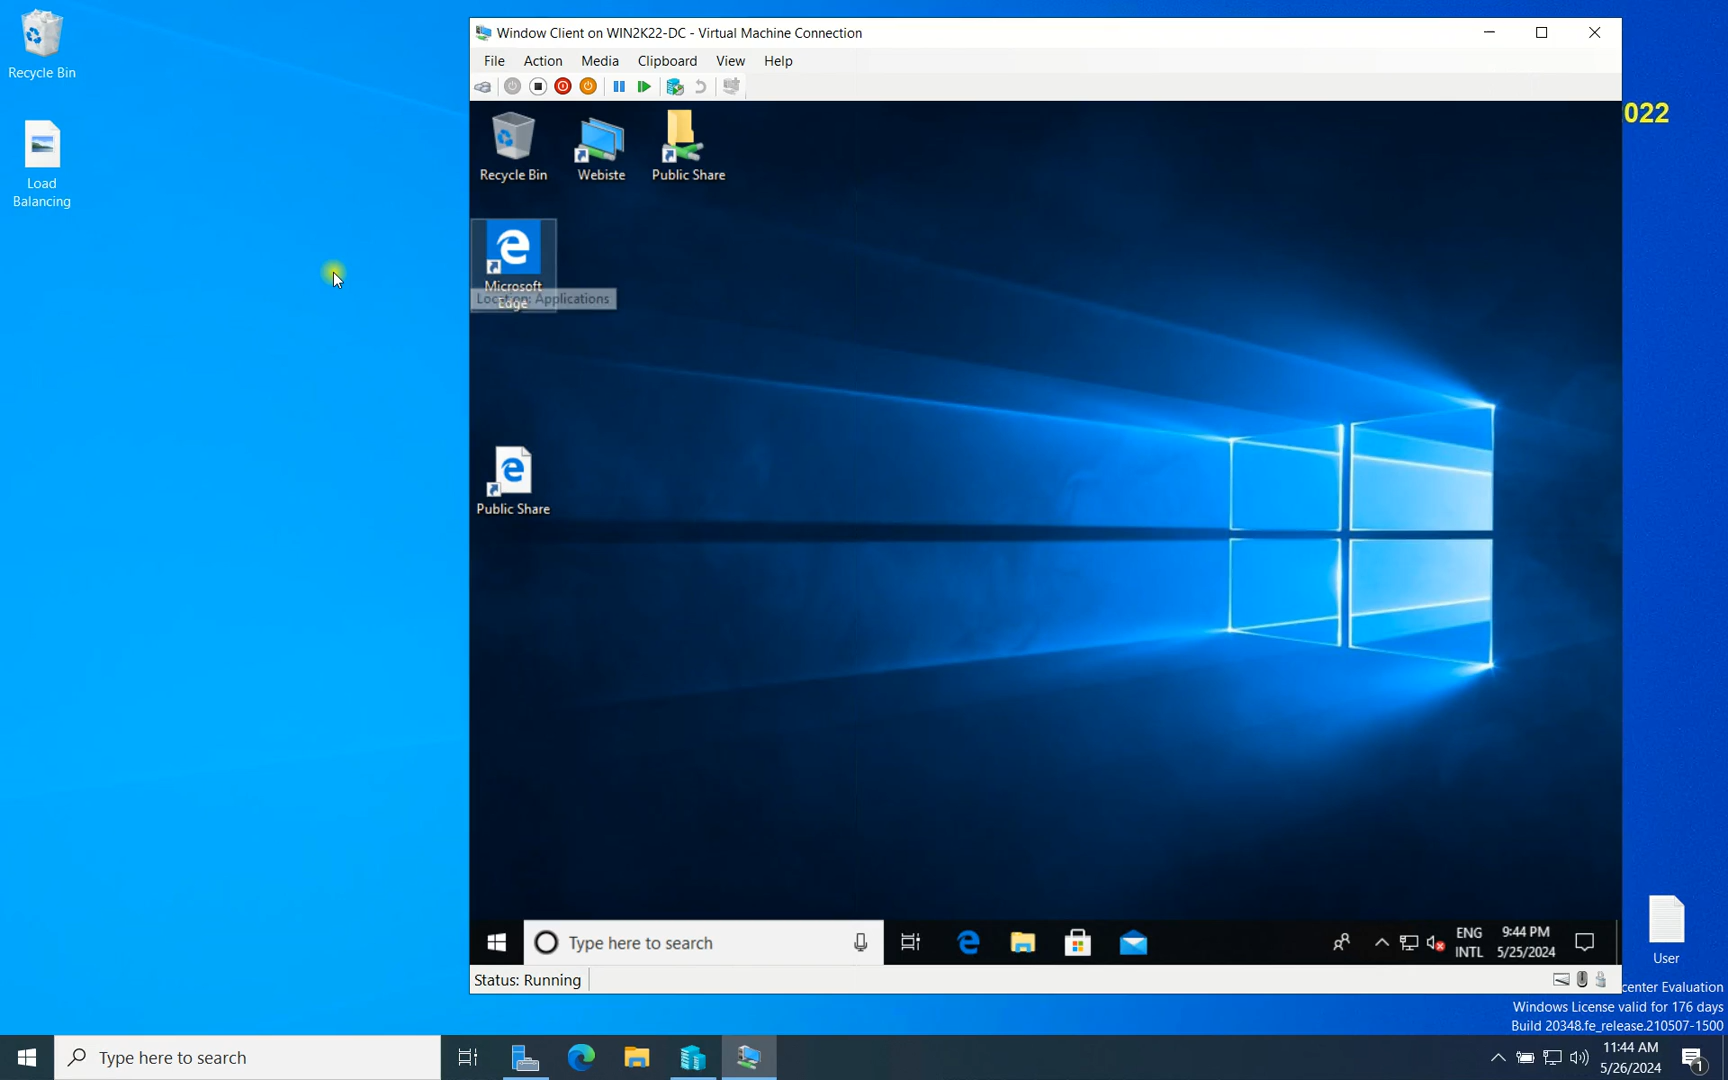 Recycle Bin
Load
Balancing
Window Client on WIN2K22-DC - Virtual Machine Connection
File Action Media Clipboard View Help
022
Recycle Bin
Webiste
Public Share
Microsoft
Edge
Location: Applications
Public Share
Type here to search
ENG
INTL
9:44 PM
5/25/2024
Status: Running
User
center Evaluation
Windows License valid for 176 days
Build 20348.fe_release.210507-1500
Type here to search
11:44 AM
5/26/2024
1